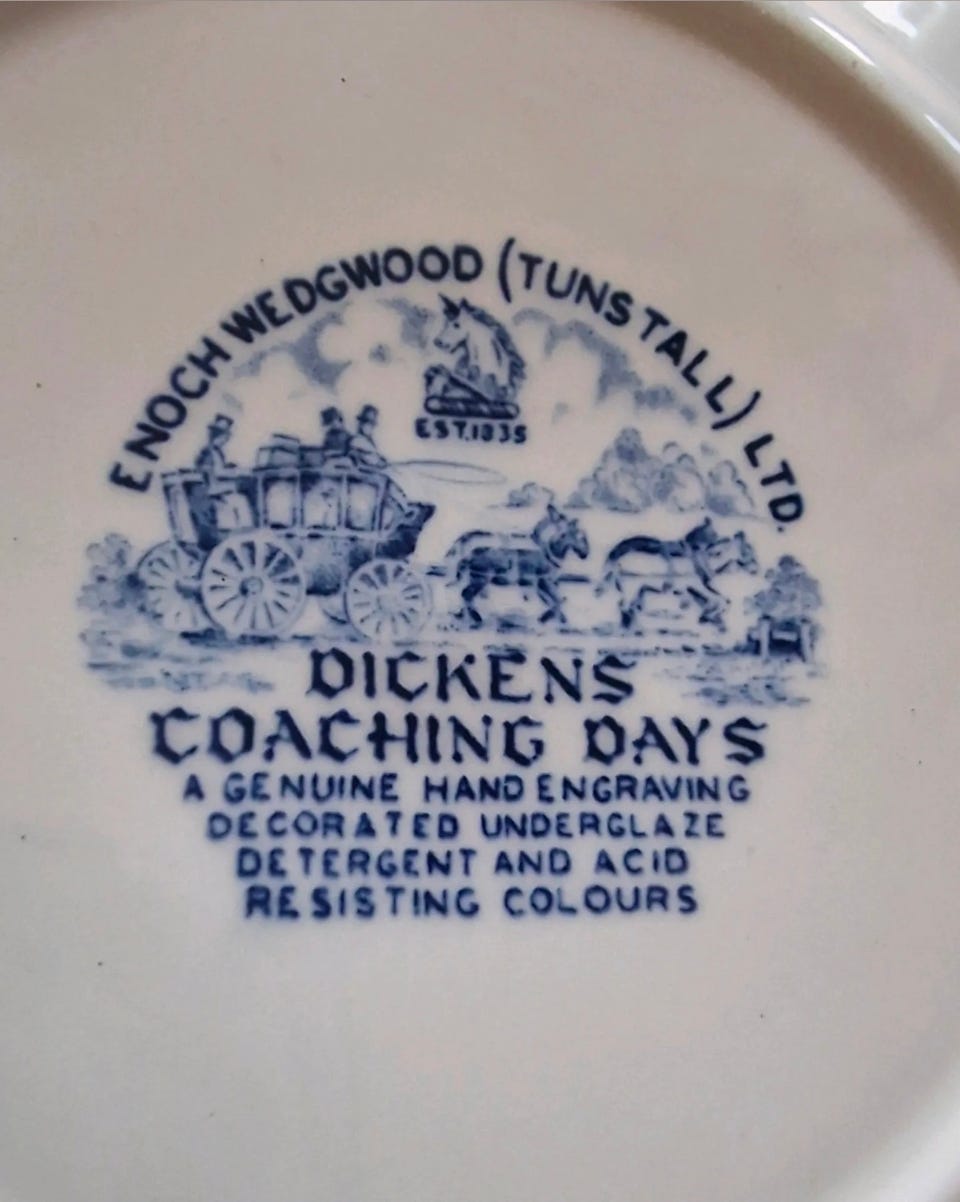 ENOCH WEDGWOOD (TUNSTALL) LTD.
EST. 1835
DICKENS
COACHING DAYS
A GENUINE HAND ENGRAVING
DECORATED UNDERGLAZE
DETERGENT AND ACID
RESISTING COLOURS